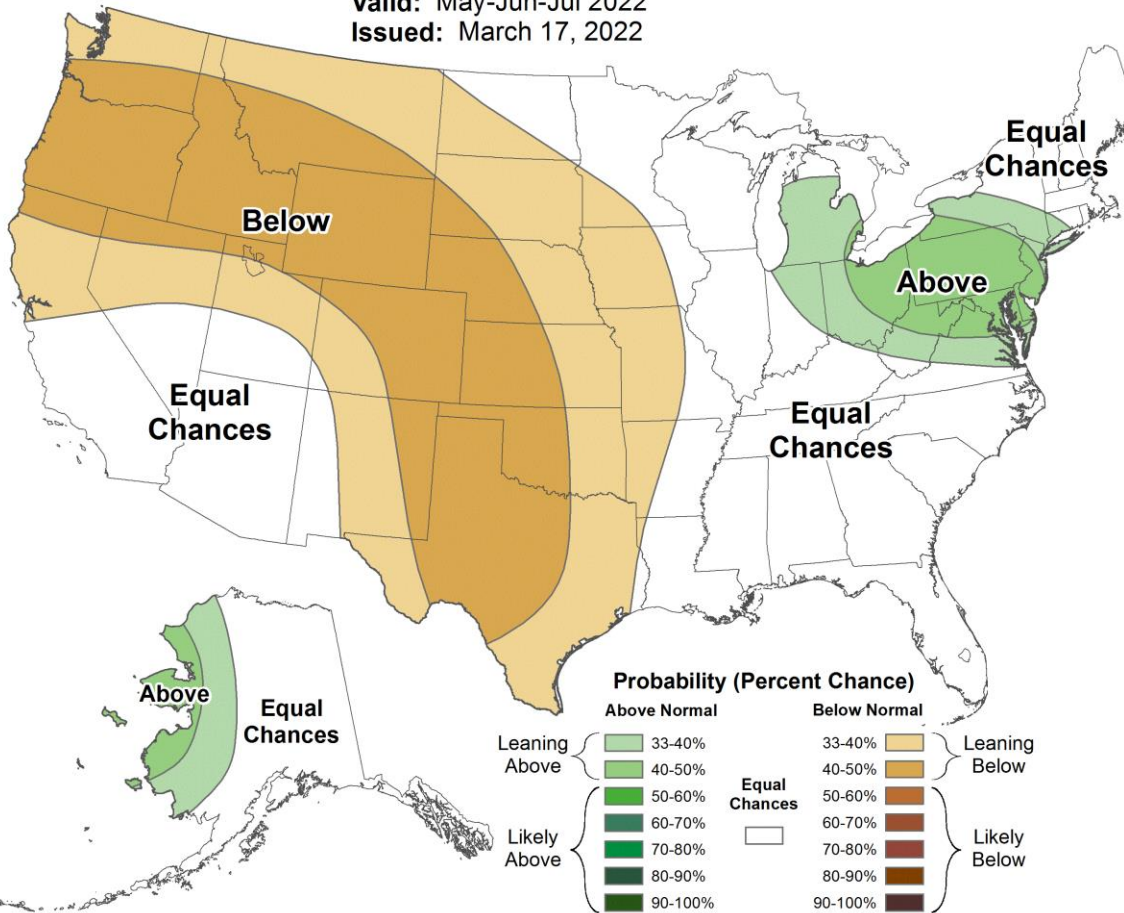 Valid: May-Jun-Jul 2022
Issued: March 17, 2022
Equal
Chances
Below
Above
Equal
Chances
Equal
Chances
Above
Equal
Chances
Probability (Percent Chance)
Above Normal
Below Normal
Leaning
Above
33-40%
40-50%
50-60%
60-70%
70-80%
80-90%
90-100%
Likely
Above
Equal
Chances
33-40%
40-50%
50-60%
60-70%
70-80%
80-90%
90-100%
Leaning
Below
Likely
Below